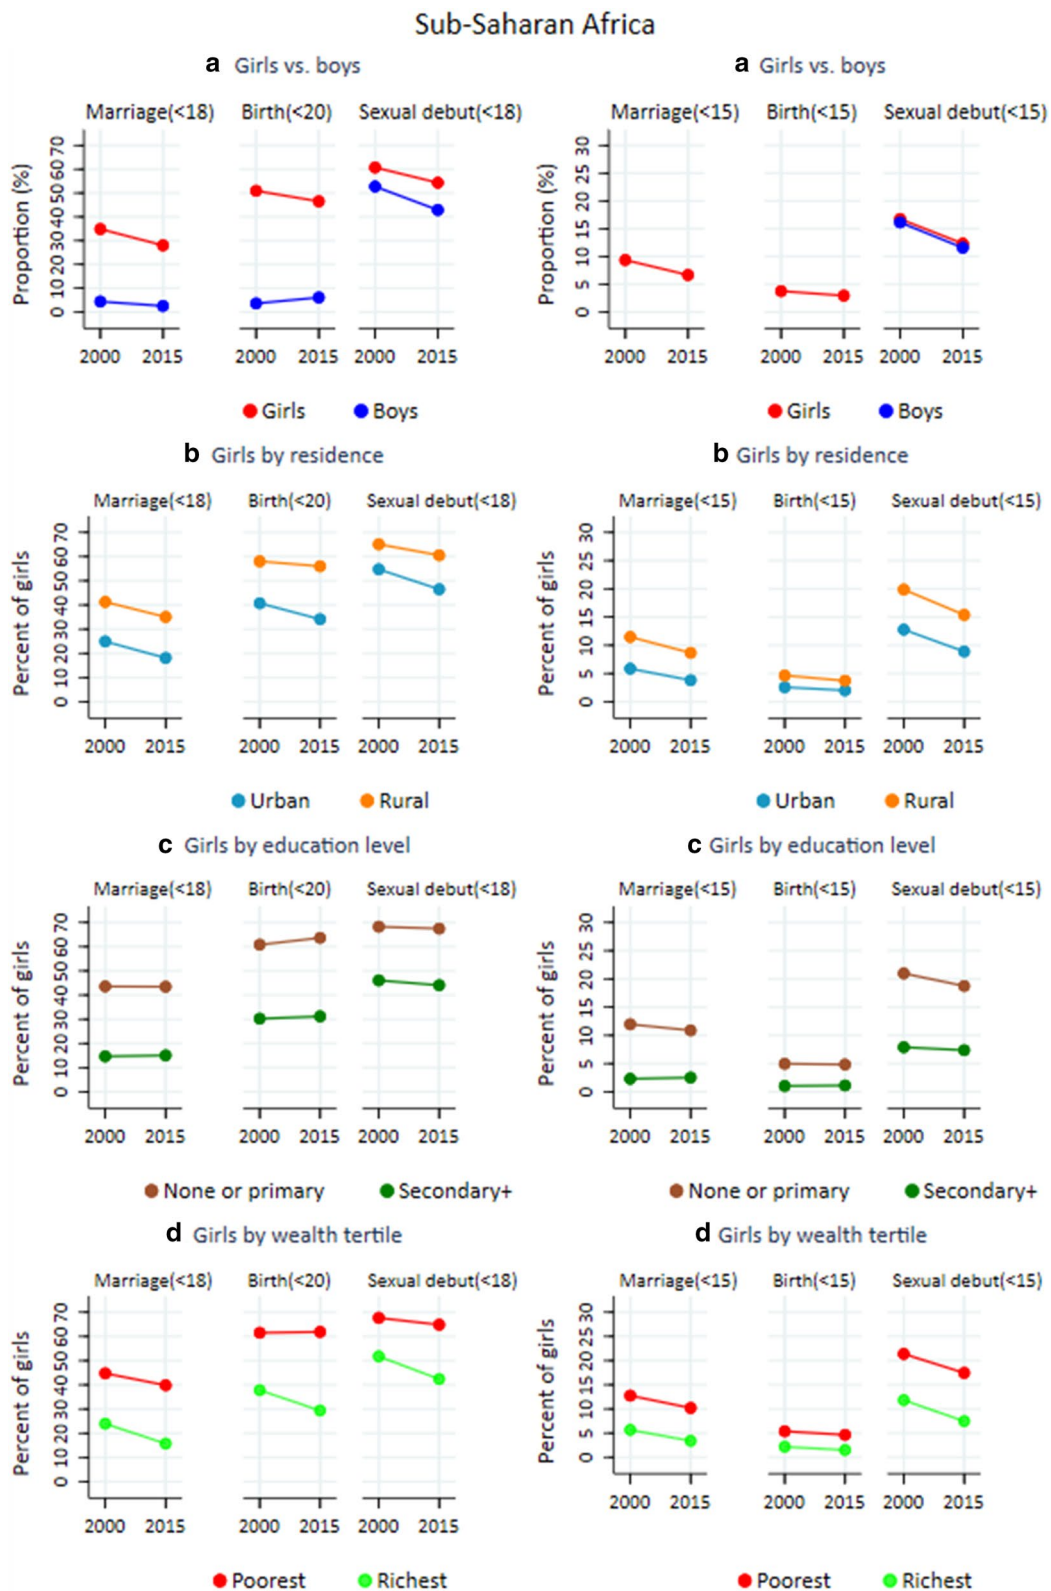 Sub-Saharan Africa
a Girls vs. boys
Marriage(<18) Birth(<20) Sexual debut(<18)
Proportion (%)
70
60
50
40
30
20
10
0
2000 2015 2000 2015 2000 2015
Girls Boys
a Girls vs. boys
Marriage(<15) Birth(<15) Sexual debut(<15)
Proportion (%)
30
25
20
15
10
5
0
2000 2015 2000 2015 2000 2015
Girls Boys
b Girls by residence
Marriage(<18) Birth(<20) Sexual debut(<18)
Percent of girls
70
60
50
40
30
20
10
0
2000 2015 2000 2015 2000 2015
Urban Rural
b Girls by residence
Marriage(<15) Birth(<15) Sexual debut(<15)
Percent of girls
30
25
20
15
10
5
0
2000 2015 2000 2015 2000 2015
Urban Rural
c Girls by education level
Marriage(<18) Birth(<20) Sexual debut(<18)
Percent of girls
70
60
50
40
30
20
10
0
2000 2015 2000 2015 2000 2015
None or primary Secondary+
c Girls by education level
Marriage(<15) Birth(<15) Sexual debut(<15)
Percent of girls
30
25
20
15
10
5
0
2000 2015 2000 2015 2000 2015
None or primary Secondary+
d Girls by wealth tertile
Marriage(<18) Birth(<20) Sexual debut(<18)
Percent of girls
70
60
50
40
30
20
10
0
2000 2015 2000 2015 2000 2015
Poorest Richest
d Girls by wealth tertile
Marriage(<15) Birth(<15) Sexual debut(<15)
Percent of girls
30
25
20
15
10
5
0
2000 2015 2000 2015 2000 2015
Poorest Richest